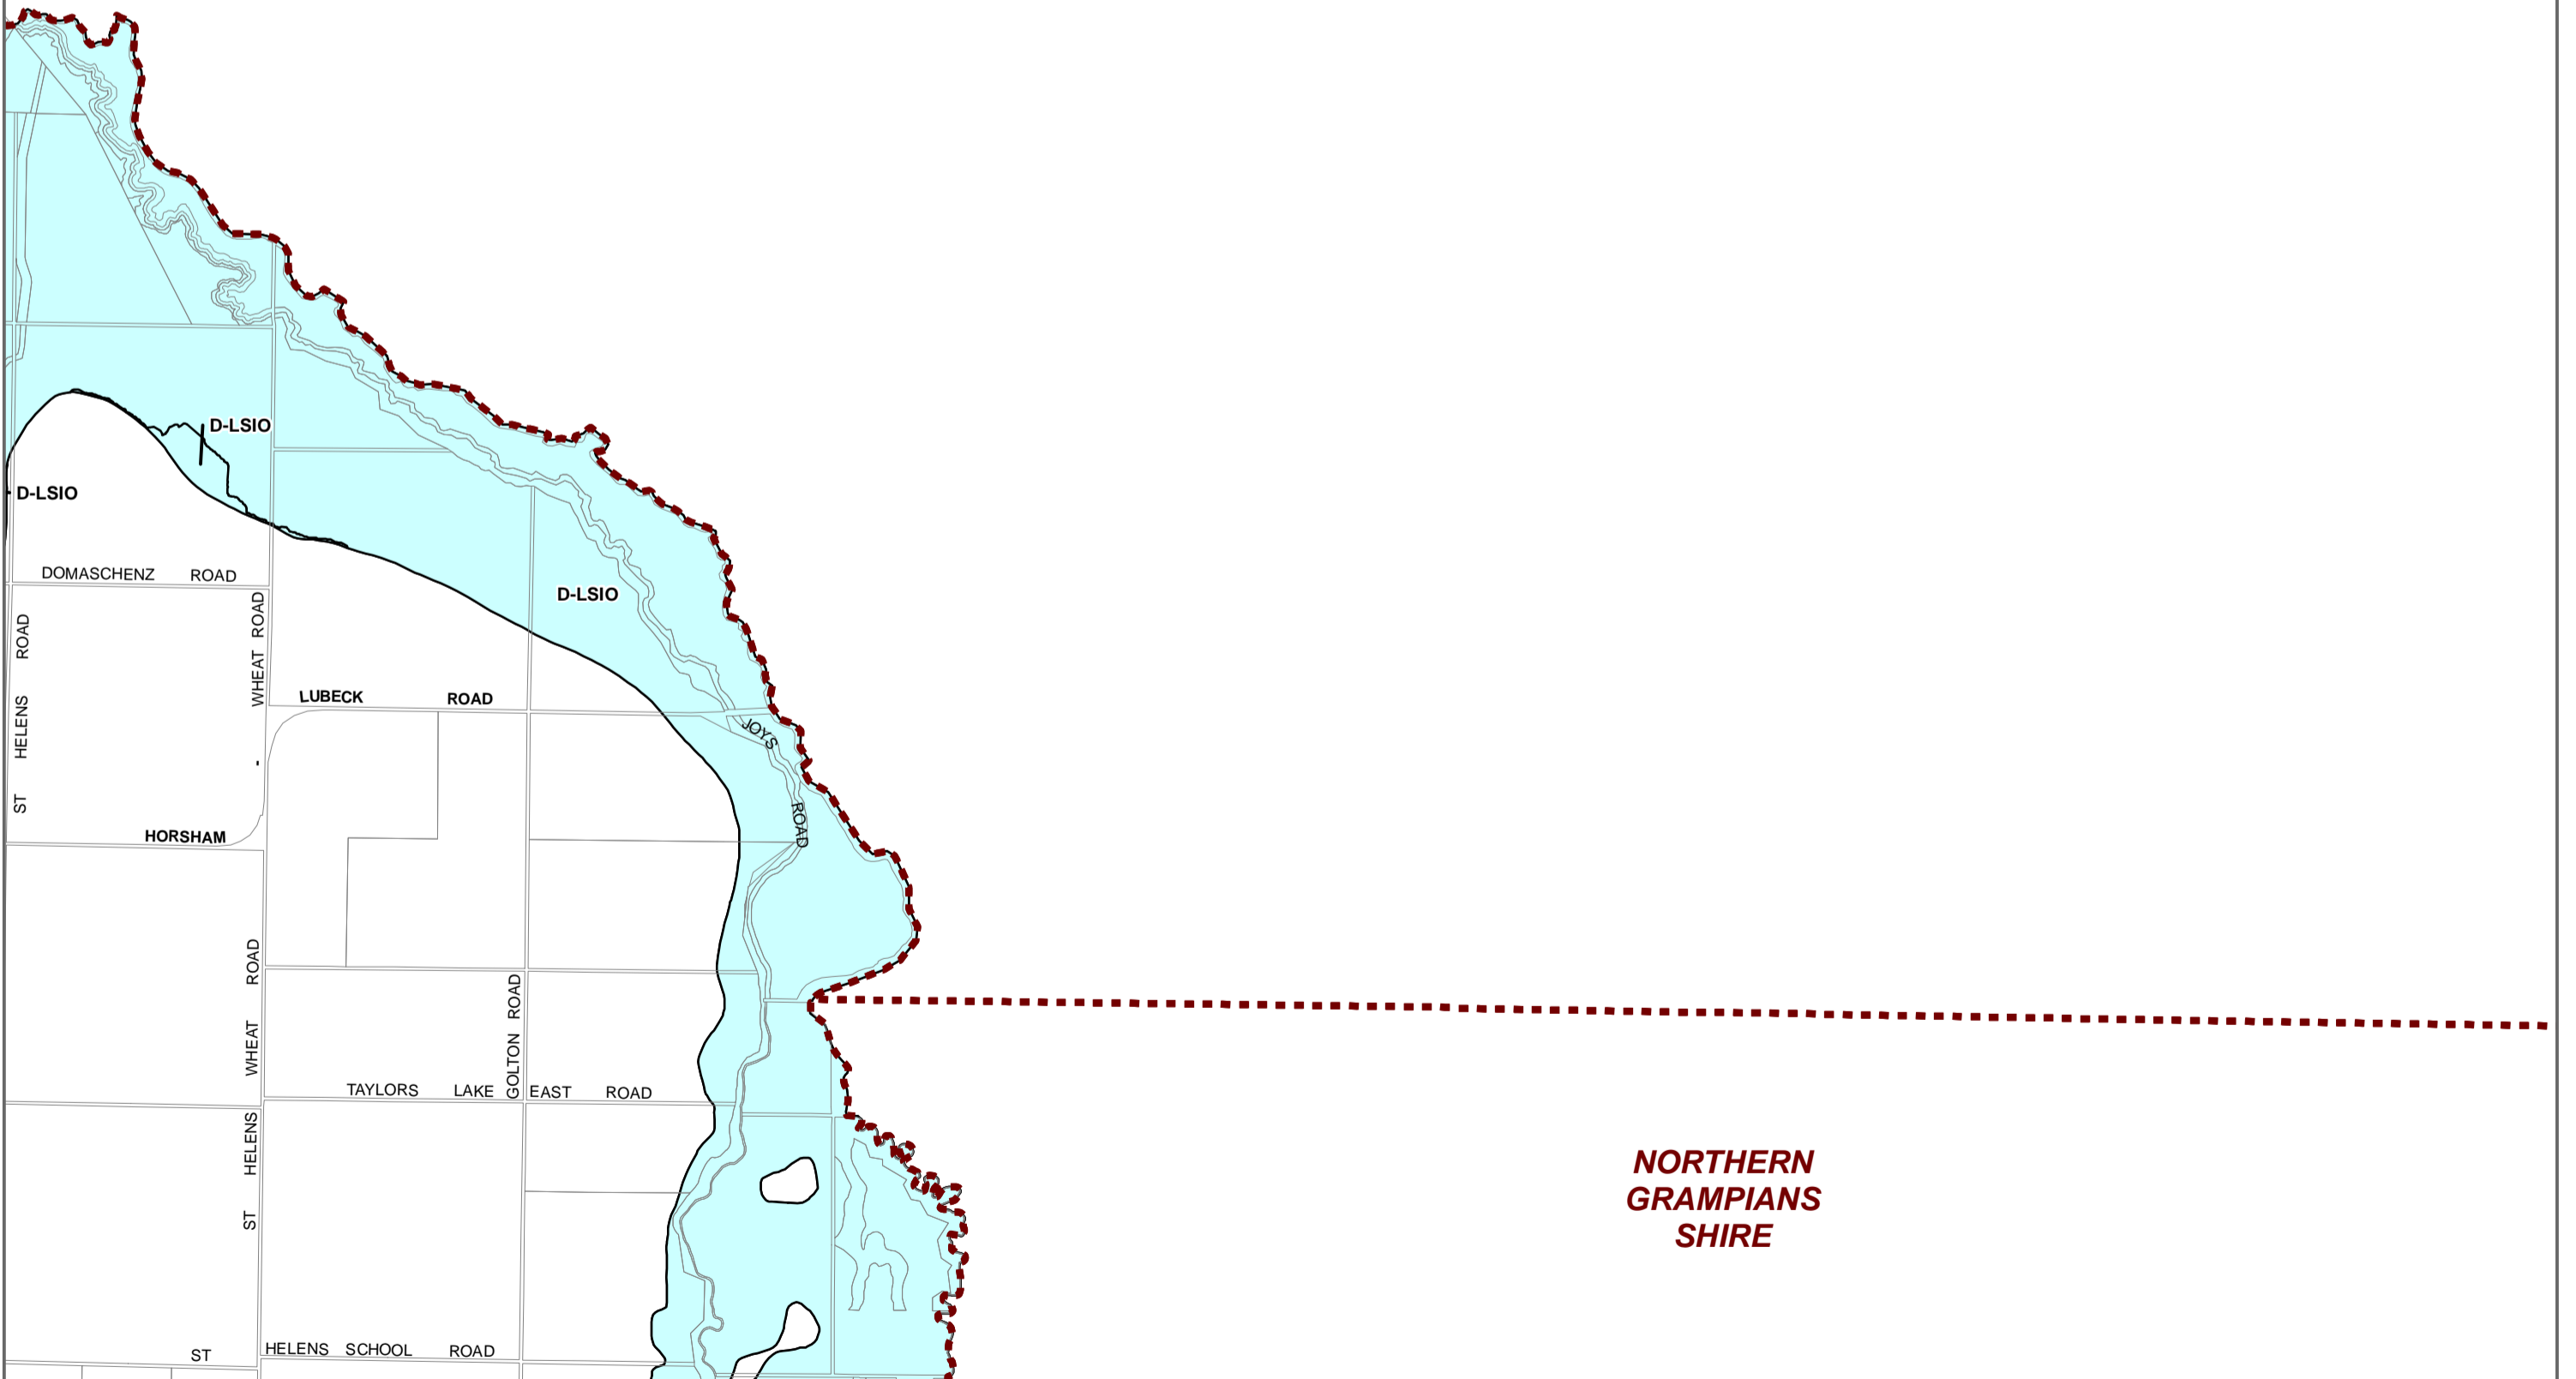 D-LSIO
D-LSIO
DOMASCHENZ ROAD
D-LSIO
ST HELENS ROAD
WHEAT ROAD
LUBECK ROAD
JOYS ROAD
HORSHAM
-
ST HELENS WHEAT ROAD
GOLTON ROAD
TAYLORS LAKE EAST ROAD
NORTHERN
GRAMPIANS
SHIRE
ST HELENS SCHOOL ROAD